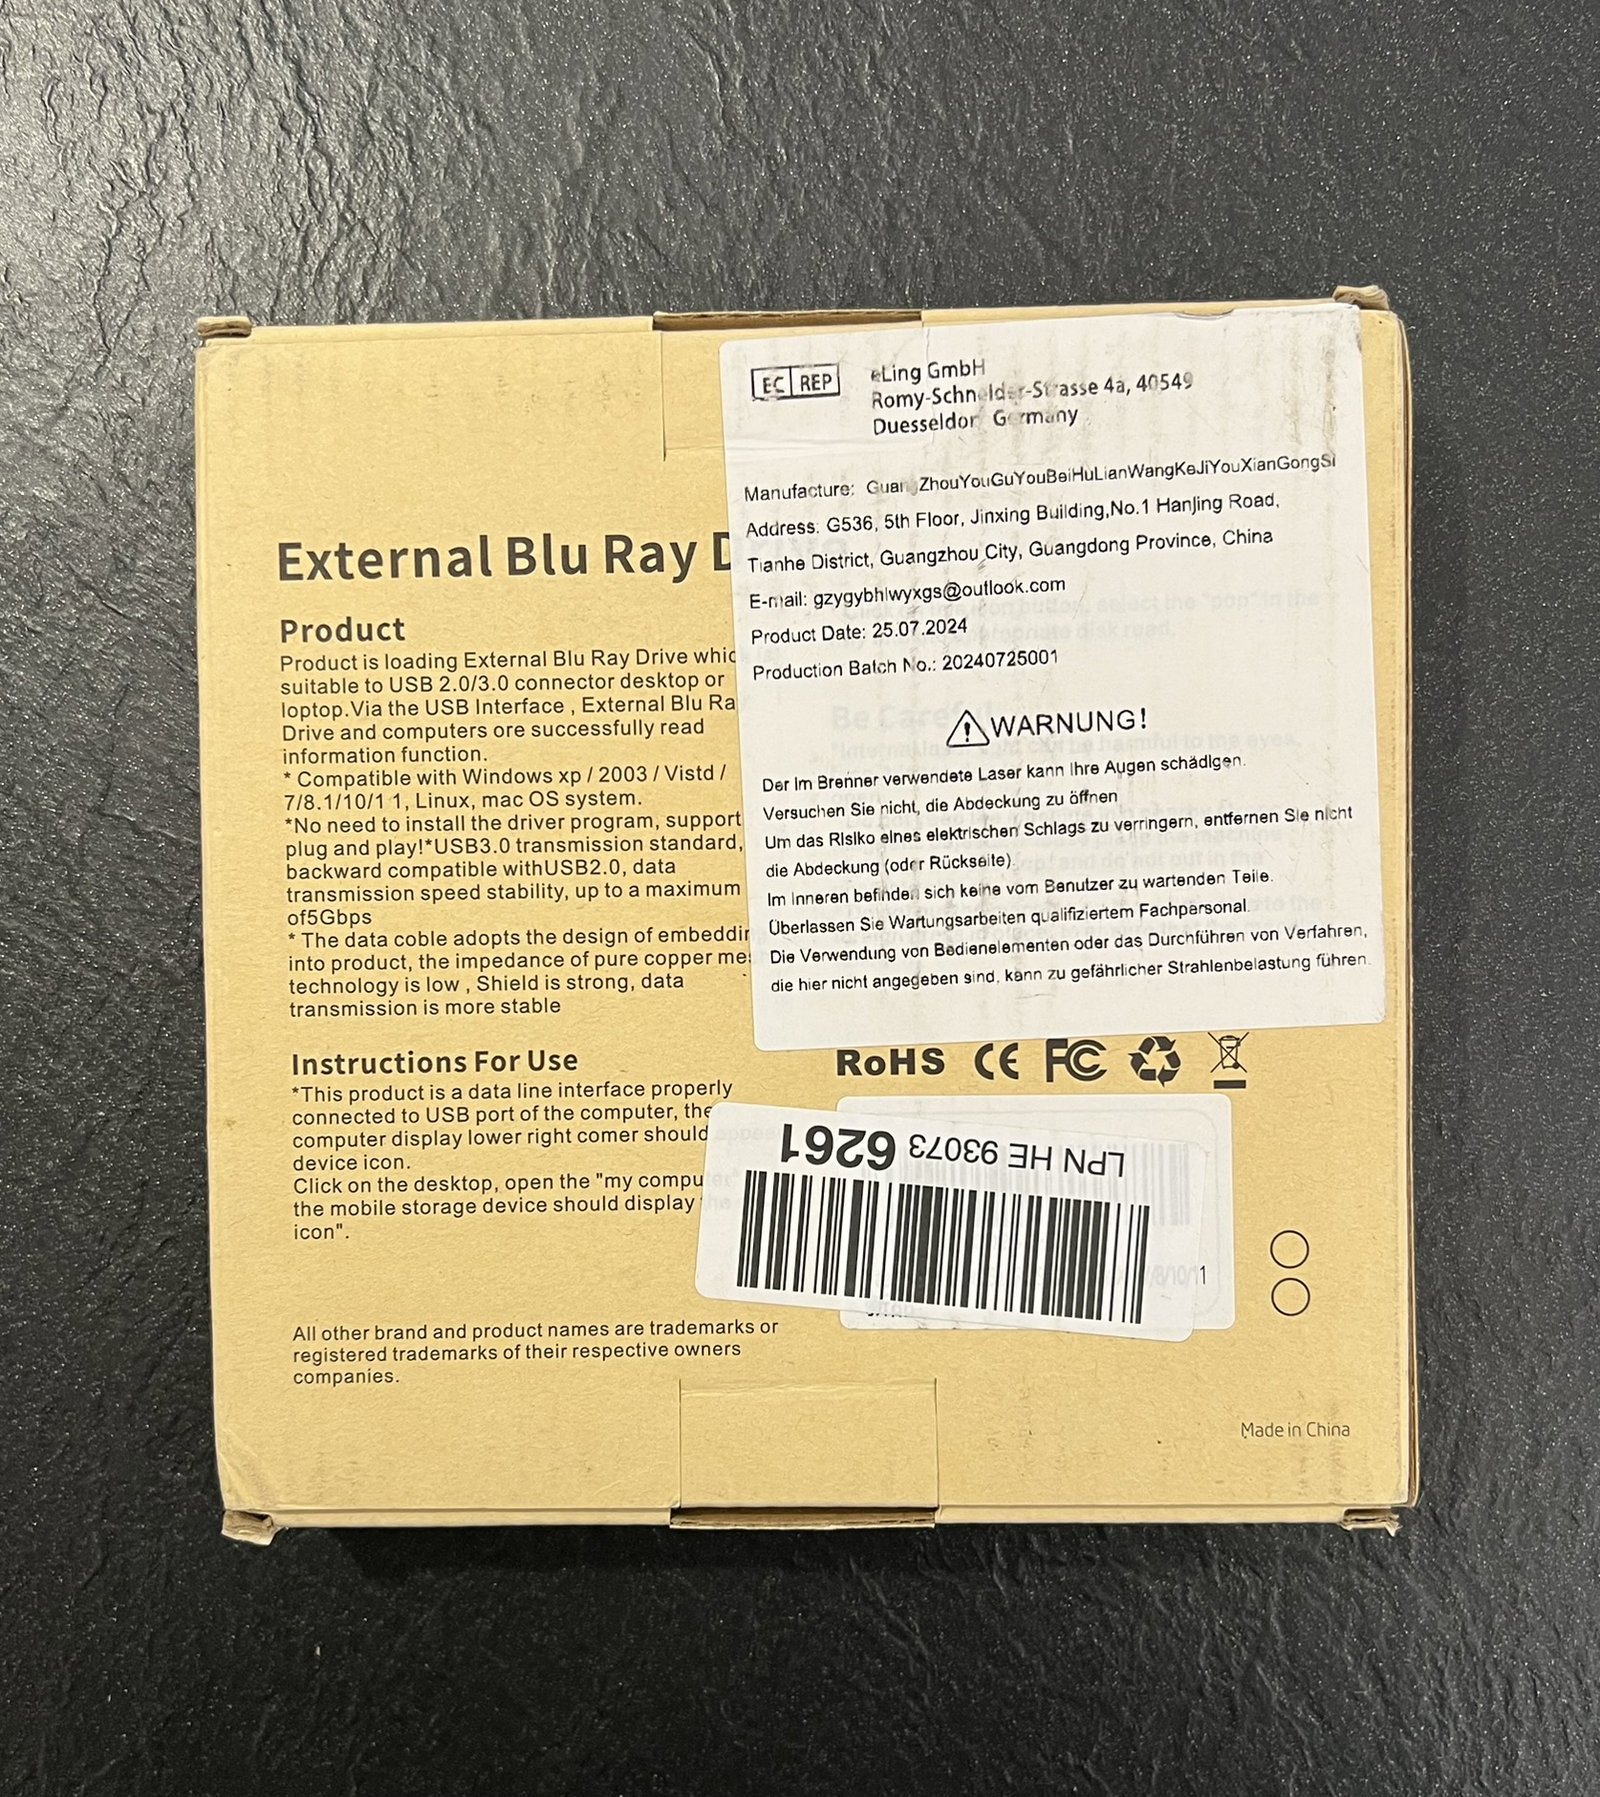 External Blu Ray
Product
Product is loading External Blu Ray Drive whic
suitable to USB 2.0/3.0 connector desktop or
loptop.Via the USB Interface , External Blu Ra
Drive and computers ore successfully read
information function.
* Compatible with Windows xp / 2003 / Vistd /
7/8.1/10/1 1, Linux, mac OS system.
*No need to install the driver program, support
plug and play!*USB3.0 transmission standard,
backward compatible withUSB2.0, data
transmission speed stability, up to a maximum
of5Gbps
* The data coble adopts the design of embeddin
into product, the impedance of pure copper mes
technology is low , Shield is strong, data
transmission is more stable
Instructions For Use
*This product is a data line interface properly
connected to USB port of the computer, the
computer display lower right comer should appea
device icon.
Click on the desktop, open the "my compu
the mobile storage device should display
icon".
All other brand and product names are trademarks or
registered trademarks of their respective owners
companies.
EC REP
eLing GmbH
Romy-Schneider-Strasse 4a, 40549
Duesseldorf Germany
Manufacture: GuangZhouYouGuYouBeiHuLianWangKeJiYouXianGongSi
Address: G536, 5th Floor, Jinxing Building,No.1 Hanjing Road,
Tianhe District, Guangzhou City, Guangdong Province, China
E-mail: gzygybhlwyxgs@outlook.com
Product Date: 25.07.2024
Production Batch No.: 20240725001
WARNUNG!
Der im Brenner verwendete Laser kann Ihre Augen schädigen.
Versuchen Sie nicht, die Abdeckung zu öffnen
Um das Risiko eines elektrischen Schlags zu verringern, entfernen Sie nicht
die Abdeckung (oder Rückseite).
Im Inneren befinden sich keine vom Benutzer zu wartenden Teile.
Überlassen Sie Wartungsarbeiten qualifiziertem Fachpersonal.
Die Verwendung von Bedienelementen oder das Durchführen von Verfahren,
die hier nicht angegeben sind, kann zu gefährlicher Strahlenbelastung führen.
RoHS CE FC
LPN HE 93073 6261
1
Made in China